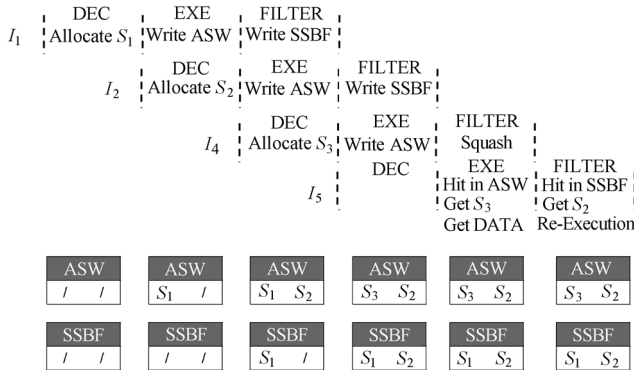 DEC EXE FILTER
I1 Allocate S1 Write ASW Write SSBF
DEC EXE FILTER
I2 Allocate S2 Write ASW Write SSBF
DEC EXE FILTER
I4 Allocate S3 Write ASW Squash
DEC EXE FILTER
I5 Hit in ASW Hit in SSBF
Get S3 Get S2
Get DATA Re-Execution
ASW ASW ASW ASW ASW ASW
/ / S1 / S1 S2 S3 S2 S3 S2 S3 S2
SSBF SSBF SSBF SSBF SSBF SSBF
/ / / / S1 / S1 S2 S1 S2 S1 S2